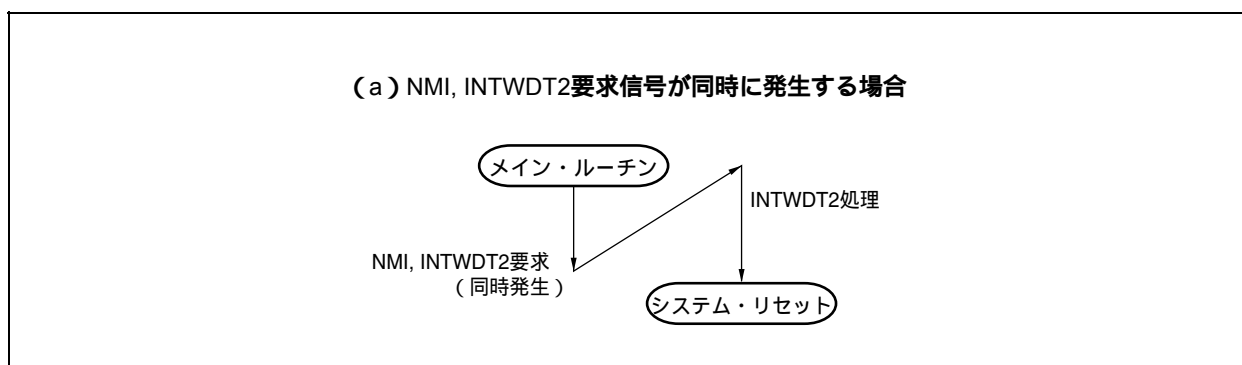 （a）NMI, INTWDT2要求信号が同時に発生する場合
メイン・ルーチン
INTWDT2処理
NMI, INTWDT2要求
（同時発生）
システム・リセット